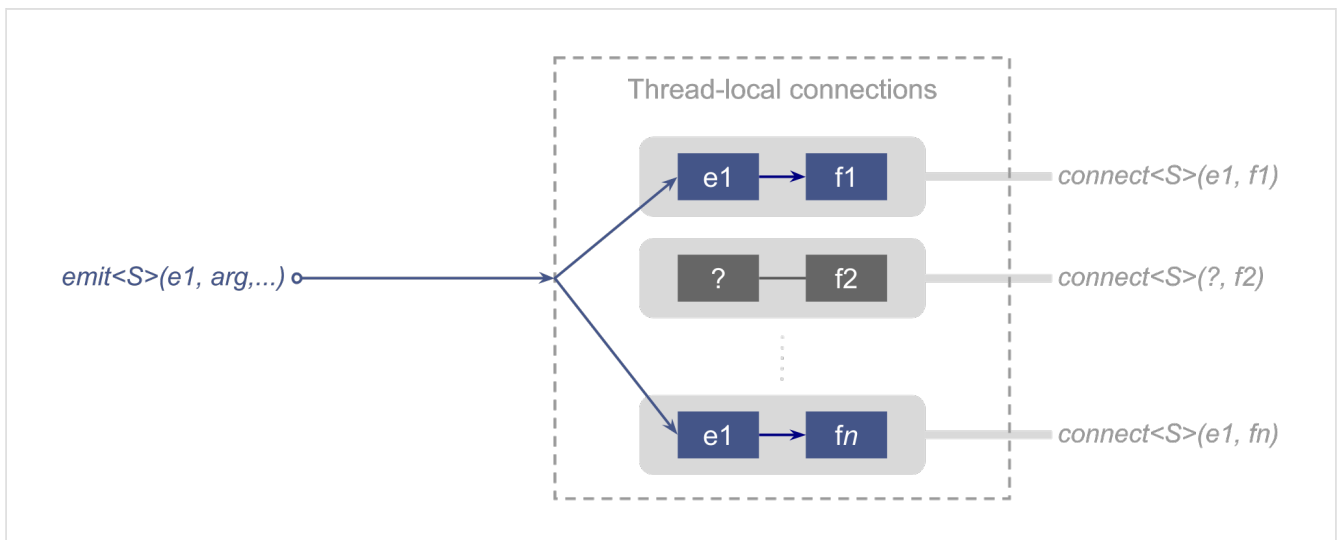 Thread-local connections
e1 f1 connect<S>(e1, f1)
emit<S>(e1, arg,...) ? f2 connect<S>(?, f2)
e1 fn connect<S>(e1, fn)